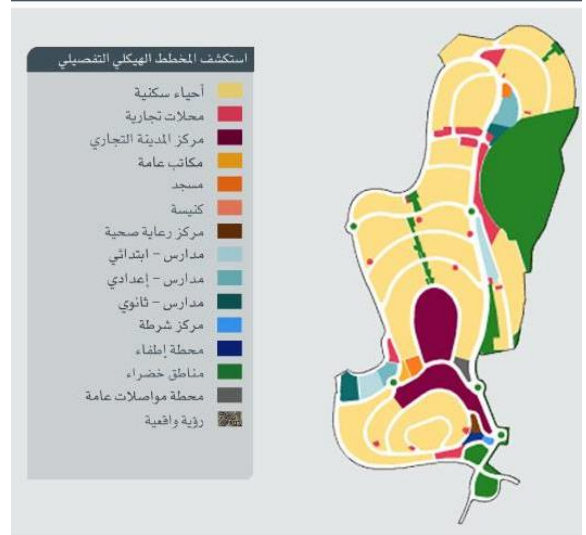 استكشف المخطط الهيكلي التفصيلي
أحياء سكنية
محلات تجارية
مركز المدينة التجاري
مكاتب عامة
مسجد
كنيسة
مركز رعاية صحية
مدارس - ابتدائي
مدارس - إعدادي
مدارس - ثانوي
مركز شرطة
محطة إطفاء
مناطق خضراء
محطة مواصلات عامة
رؤية واقعية